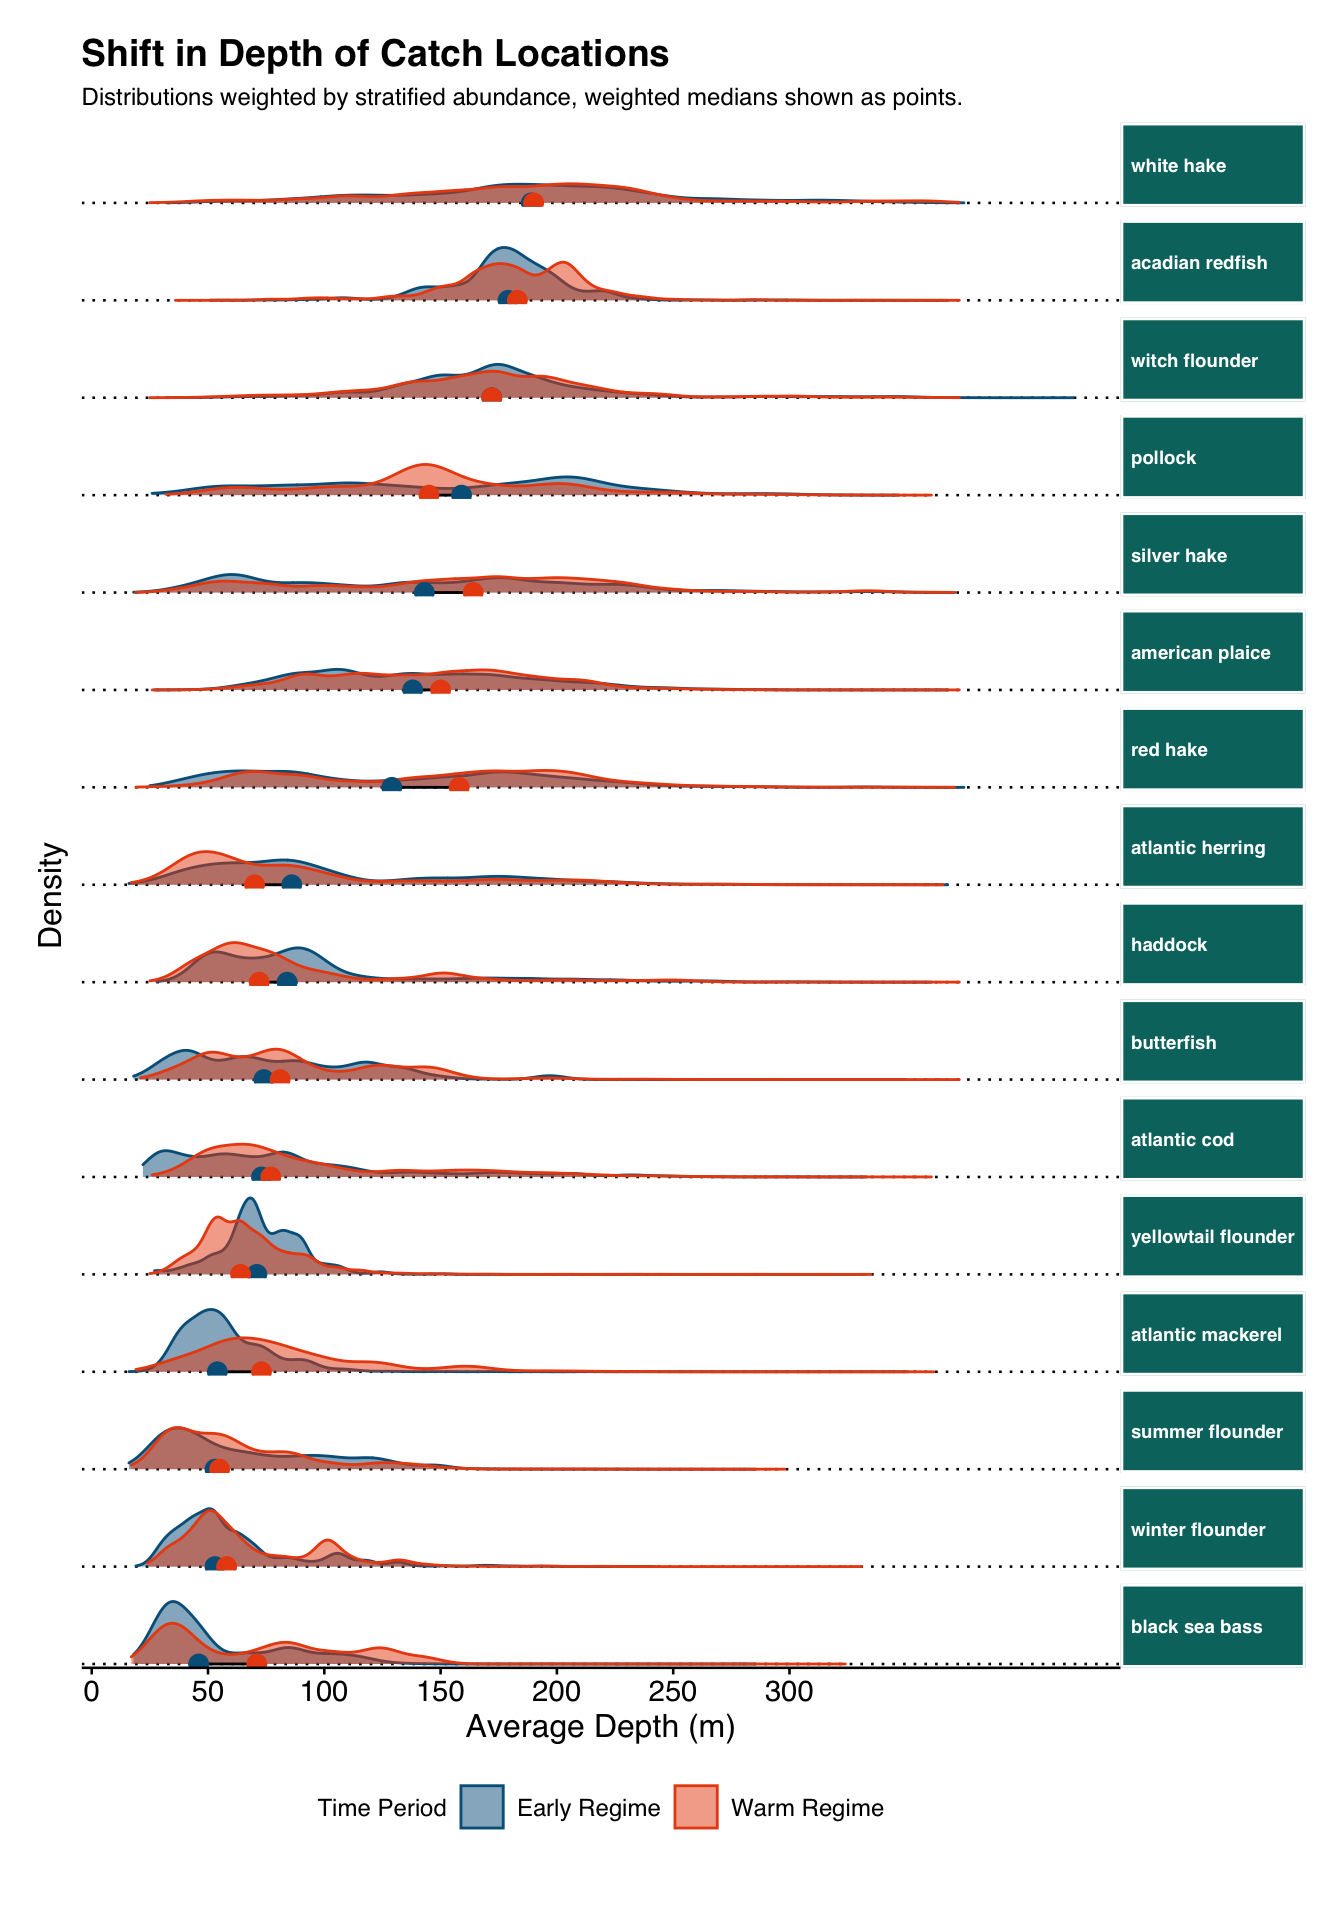 Shift in Depth of Catch Locations
Distributions weighted by stratified abundance, weighted medians shown as points.
white hake
acadian redfish
witch flounder
pollock
silver hake
american plaice
red hake
atlantic herring
haddock
butterfish
atlantic cod
yellowtail flounder
atlantic mackerel
summer flounder
winter flounder
black sea bass
Density
0 50 100 150 200 250 300
Average Depth (m)
Time Period Early Regime Warm Regime